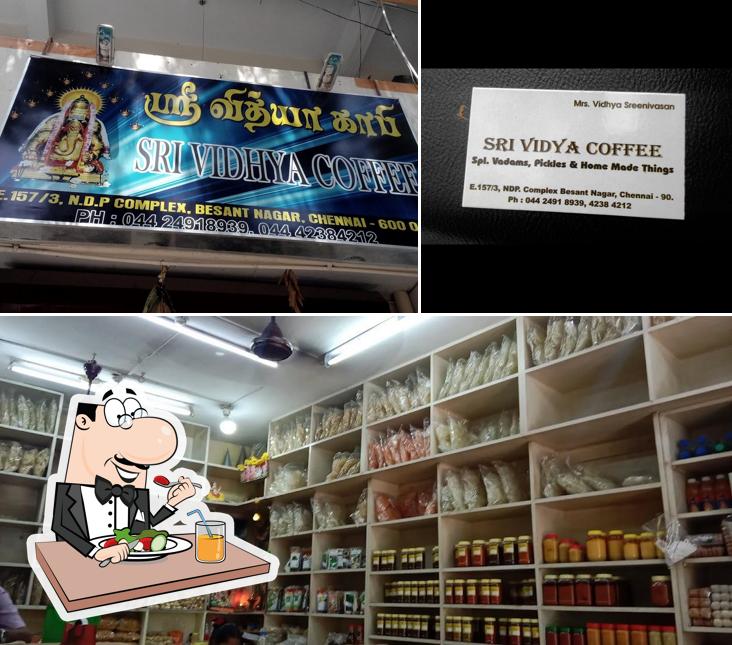 ஸ்ரீ வித்யா காபி
SRI VIDHYA COFFEE
E.157/3, N.D.P COMPLEX, BESANT NAGAR, CHENNAI - 600 0
PH : 044 24918939, 044 42384212
Mrs. Vidhya Sreenivasan
SRI VIDYA COFFEE
Spl. Vadams, Pickles & Home Made Things
E.157/3, NDP. Complex Besant Nagar, Chennai - 90.
Ph : 044 2491 8939, 4238 4212